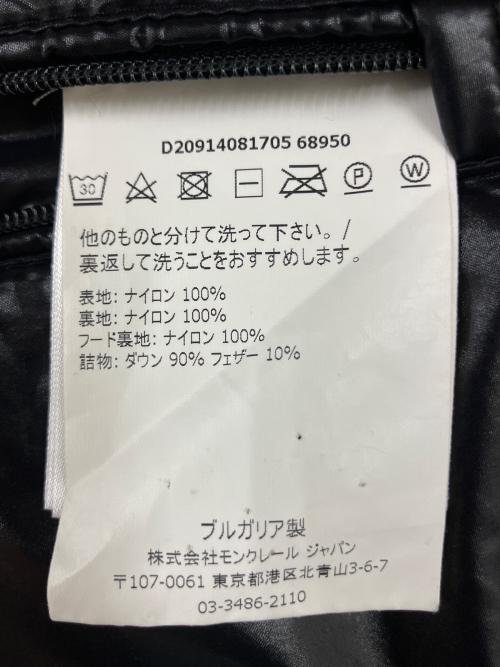 D20914081705 68950
30
P
W
他のものと分けて洗って下さい。/
裏返して洗うことをおすすめします。
表地: ナイロン 100%
裏地: ナイロン 100%
フード裏地: ナイロン 100%
詰物: ダウン 90% フェザー 10%
ブルガリア製
株式会社モンクレール ジャパン
〒107-0061 東京都港区北青山3-6-7
03-3486-2110